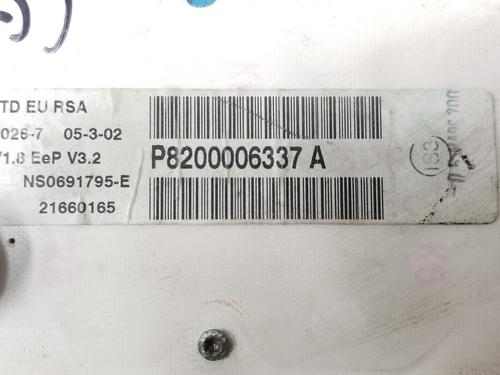 TD EU RSA
026-7 05-3-02
V1.8 EeP V3.2
NS0691795-E
21660165
P8200006337 A
163